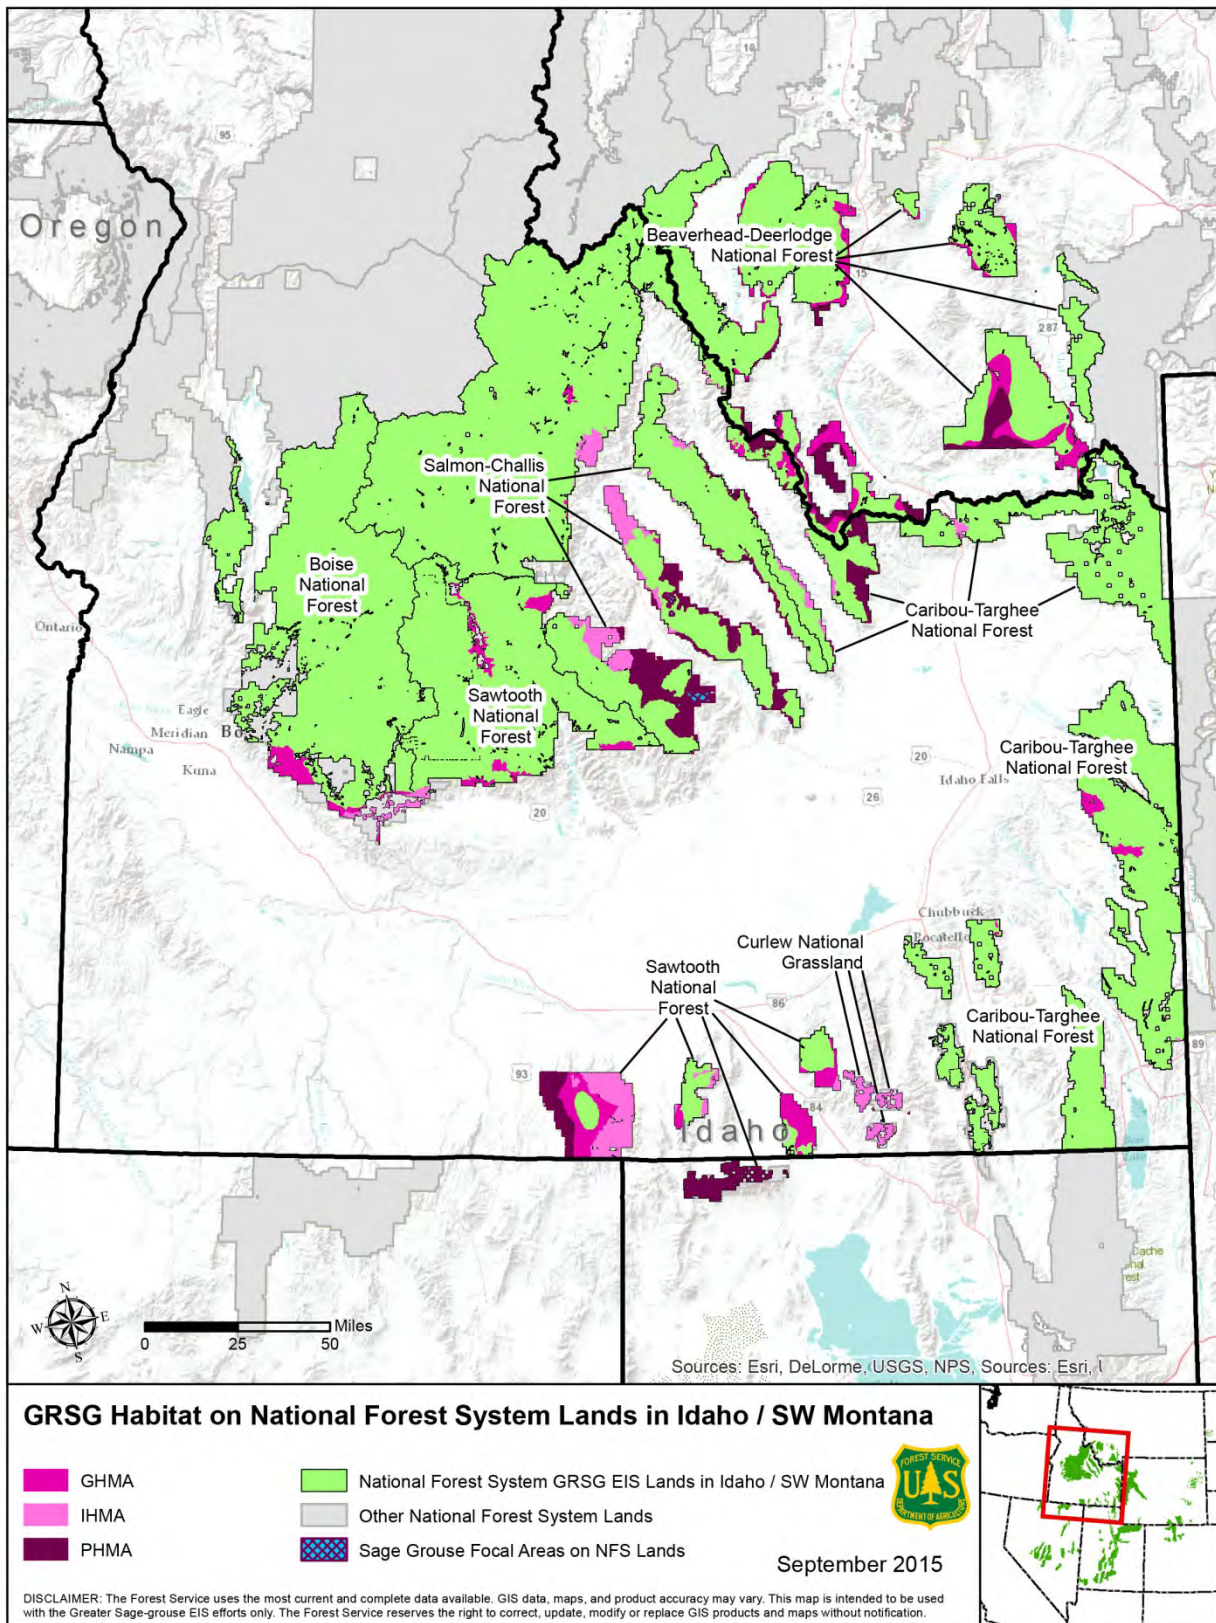 10
95
Oregon
Beaverhead-Deerlodge
National Forest
15
287
Salmon-Challis
National
Forest
Boise
National
Forest
Caribou-Targhee
National Forest
Ontario
Sawtooth
National
Forest
Eagle
Meridian Bo
Nampa
Kuna
Caribou-Targhee
National Forest
20
Idaho Falls
26
20
Chubbuck
Pocatello
Curlew National
Grassland
Sawtooth
National
Forest
86
Caribou-Targhee
National Forest
89
93
84
Idaho
Bear
Lake
Cache
nal
rest
N
W E
S
Miles
0 25 50
Sources: Esri, DeLorme, USGS, NPS, Sources: Esri,
GRSG Habitat on National Forest System Lands in Idaho / SW Montana
GHMA
IHMA
PHMA
National Forest System GRSG EIS Lands in Idaho / SW Montana
Other National Forest System Lands
Sage Grouse Focal Areas on NFS Lands
FOREST SERVICE
U S
DEPARTMENT OF AGRICULTURE
September 2015
DISCLAIMER: The Forest Service uses the most current and complete data available. GIS data, maps, and product accuracy may vary. This map is intended to be used
with the Greater Sage-grouse EIS efforts only. The Forest Service reserves the right to correct, update, modify or replace GIS products and maps without notification.